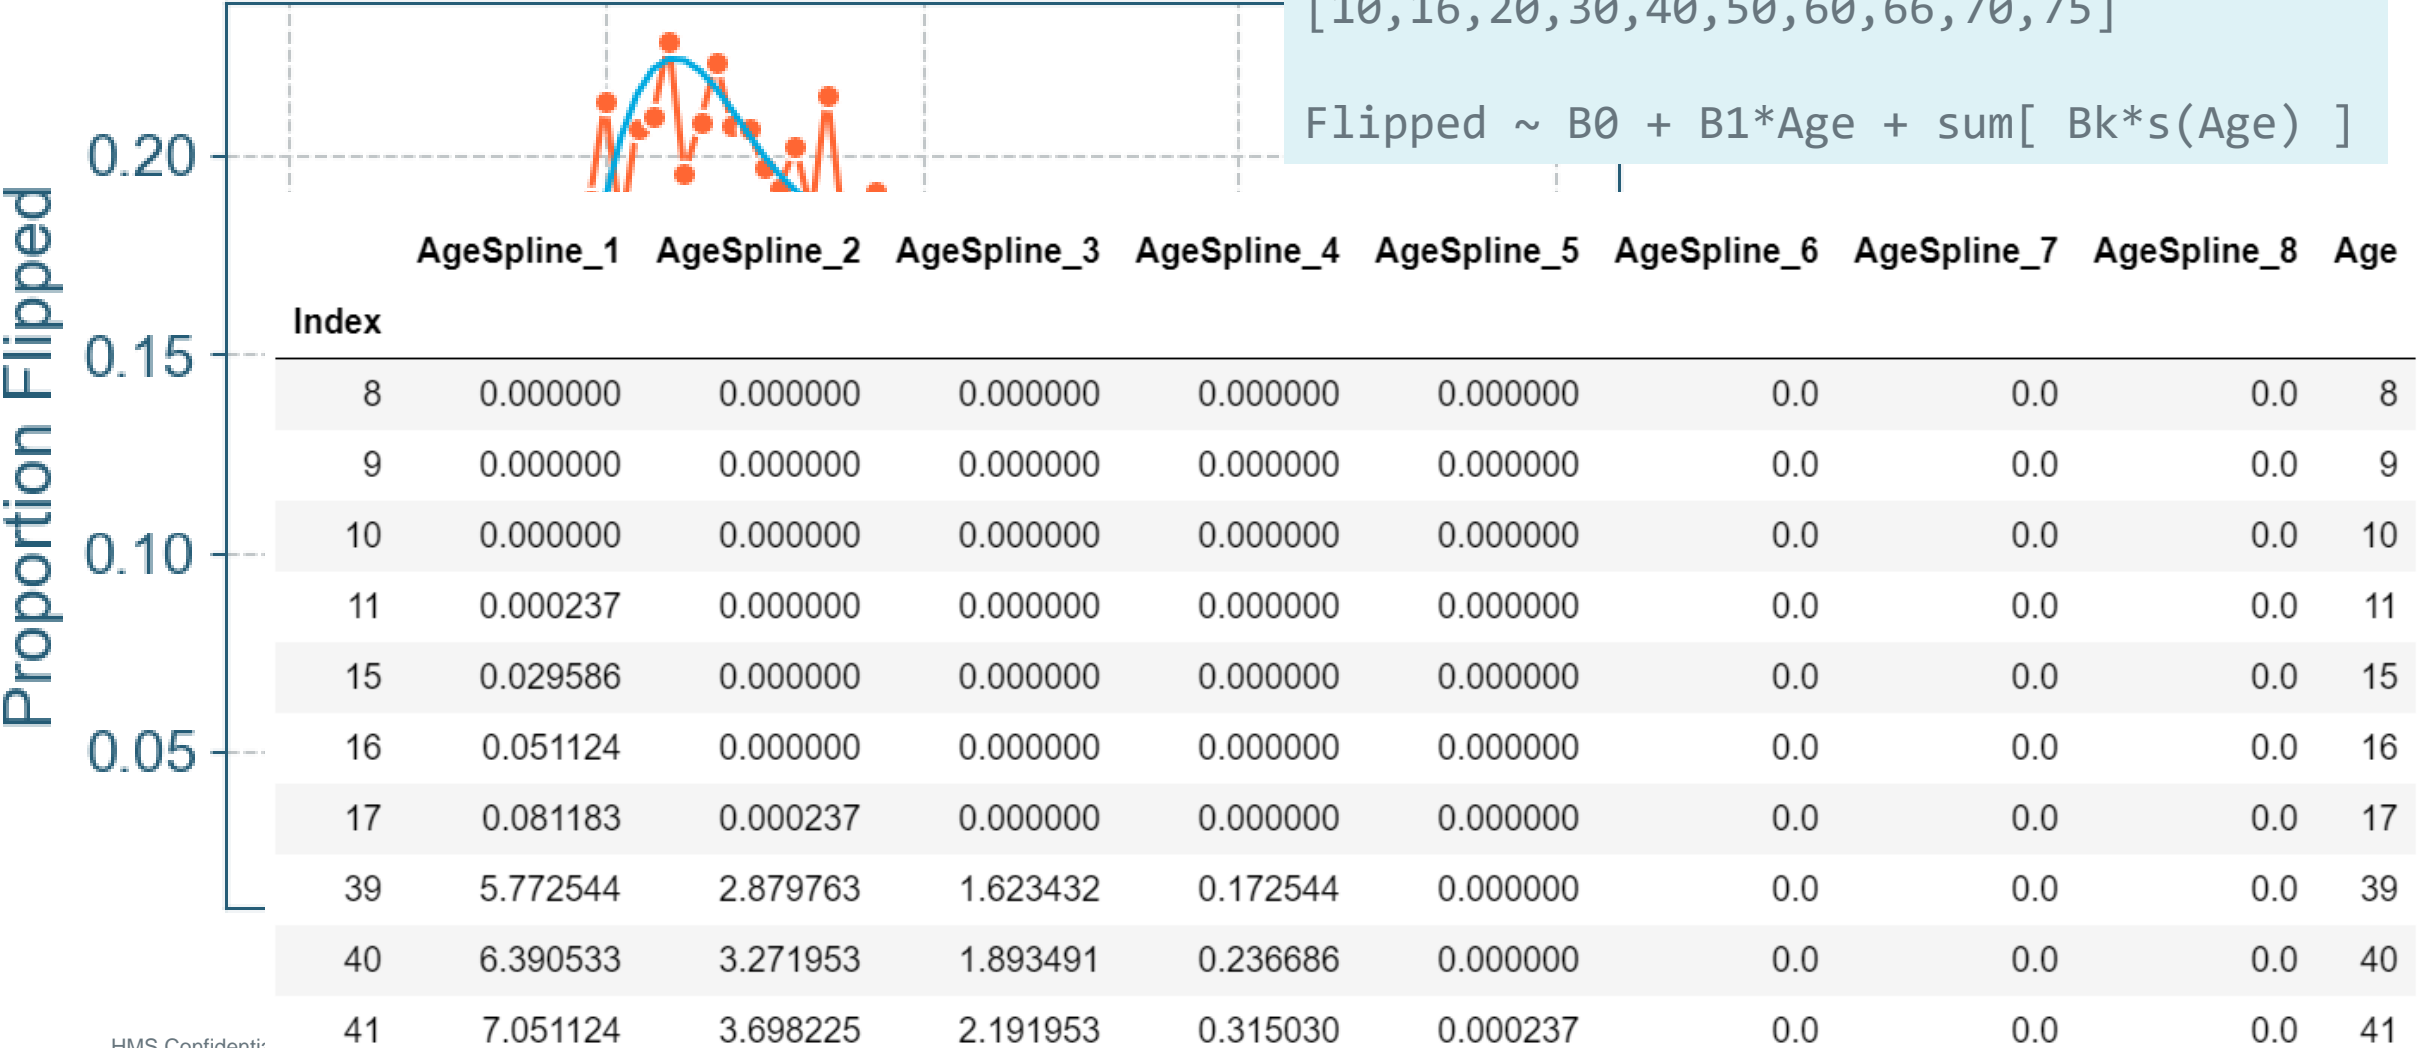 [10,16,20,30,40,50,60,66,70,75]
Flipped ~ B0 + B1*Age + sum[ Bk*s(Age) ]
Proportion Flipped
0.20
0.15
0.10
0.05
AgeSpline_1 AgeSpline_2 AgeSpline_3 AgeSpline_4 AgeSpline_5 AgeSpline_6 AgeSpline_7 AgeSpline_8 Age
Index
8 0.000000 0.000000 0.000000 0.000000 0.000000 0.0 0.0 0.0 8
9 0.000000 0.000000 0.000000 0.000000 0.000000 0.0 0.0 0.0 9
10 0.000000 0.000000 0.000000 0.000000 0.000000 0.0 0.0 0.0 10
11 0.000237 0.000000 0.000000 0.000000 0.000000 0.0 0.0 0.0 11
15 0.029586 0.000000 0.000000 0.000000 0.000000 0.0 0.0 0.0 15
16 0.051124 0.000000 0.000000 0.000000 0.000000 0.0 0.0 0.0 16
17 0.081183 0.000237 0.000000 0.000000 0.000000 0.0 0.0 0.0 17
39 5.772544 2.879763 1.623432 0.172544 0.000000 0.0 0.0 0.0 39
40 6.390533 3.271953 1.893491 0.236686 0.000000 0.0 0.0 0.0 40
41 7.051124 3.698225 2.191953 0.315030 0.000237 0.0 0.0 0.0 41
HMS